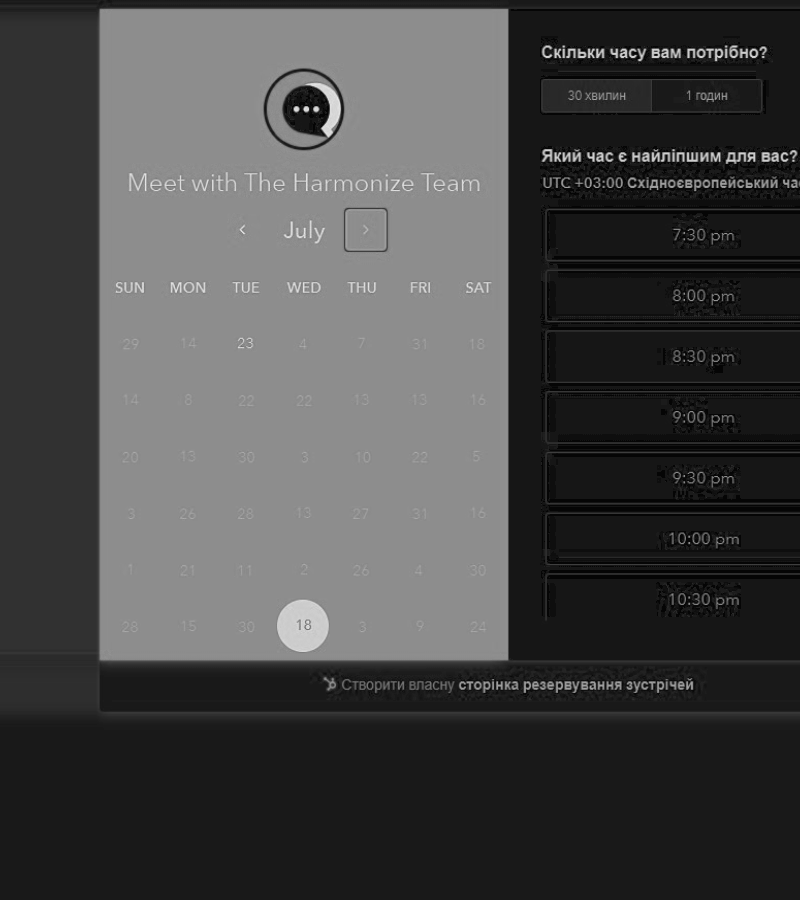 Meet with The Harmonize Team
July
SUN MON TUE WED THU FRI SAT
29 14 23 4 7 31 18
14 8 22 22 13 13 16
20 13 30 3 10 22 5
3 26 28 13 27 31 16
1 21 11 2 26 4 30
28 15 30 18 3 9 24
Скільки часу вам потрібно?
30 хвилин 1 годин
Який час є найліпшим для вас?
UTC +03:00 Східноєвропейський
7:30 pm
8:00 pm
8:30 pm
9:00 pm
9:30 pm
10:00 pm
10:30 pm
Створити власну сторінка резервування зустрічей